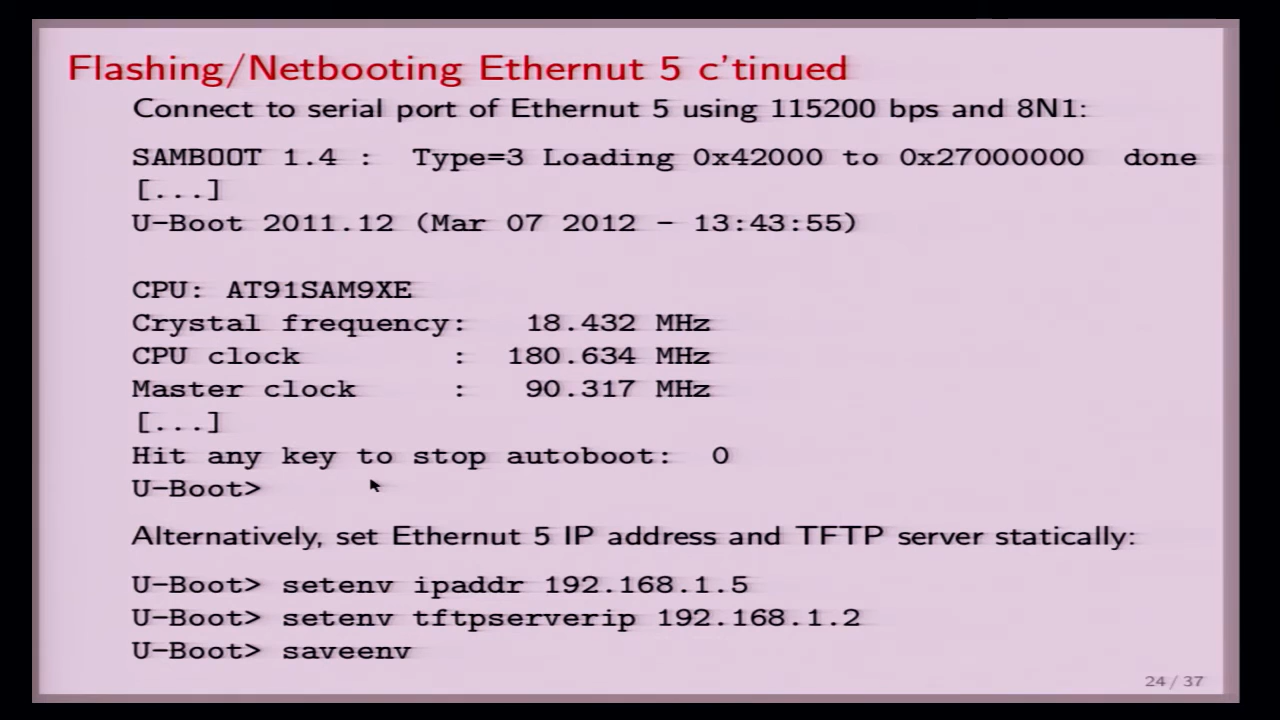 Flashing/Netbooting Ethernut 5 c'tinued
Connect to serial port of Ethernut 5 using 115200 bps and 8N1:
SAMBOOT 1.4 :  Type=3 Loading 0x42000 to 0x27000000  done
[...]
U-Boot 2011.12 (Mar 07 2012 - 13:43:55)
CPU: AT91SAM9XE
Crystal frequency:   18.432 MHz
CPU clock        :  180.634 MHz
Master clock     :   90.317 MHz
[...]
Hit any key to stop autoboot:  0
U-Boot>
Alternatively, set Ethernut 5 IP address and TFTP server statically:
U-Boot> setenv ipaddr 192.168.1.5
U-Boot> setenv tftpserverip 192.168.1.2
U-Boot> saveenv
24 / 37